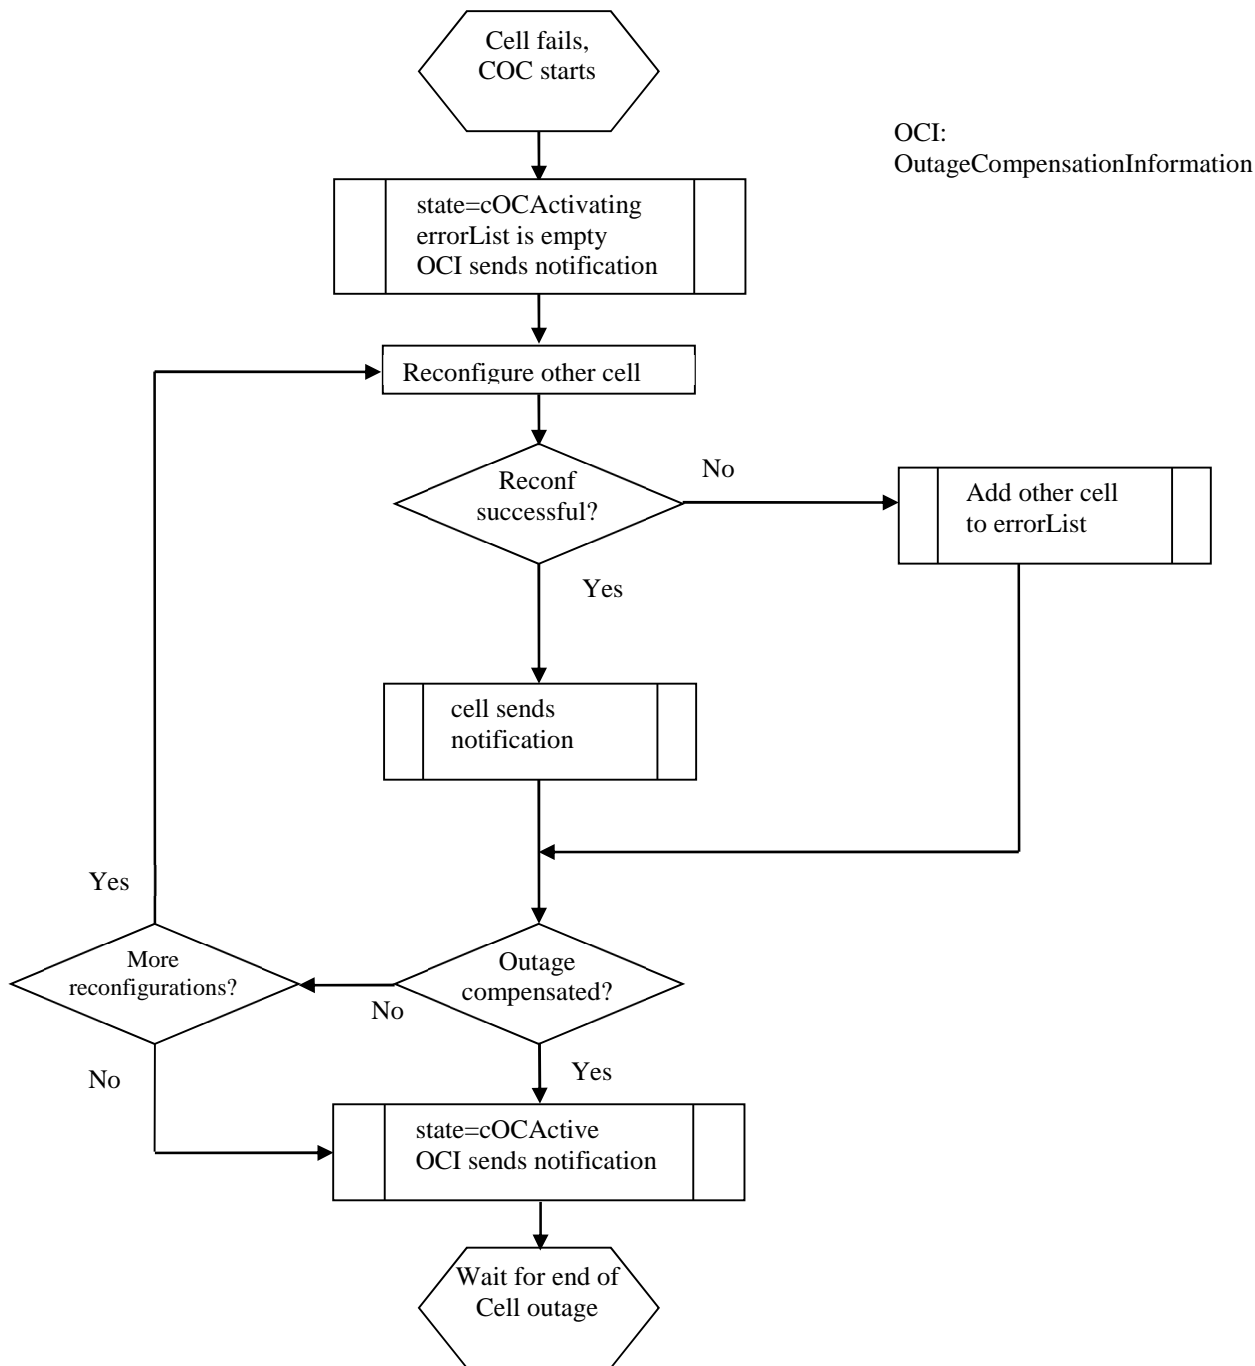 Cell fails,
COC starts
OCI:
OutageCompensationInformation
state=cOCActivating
errorList is empty
OCI sends notification
Reconfigure other cell
Reconf
successful?
No
Add other cell
to errorList
Yes
cell sends
notification
Yes
More
reconfigurations?
Outage
compensated?
No
No
Yes
state=cOCActive
OCI sends notification
Wait for end of
Cell outage